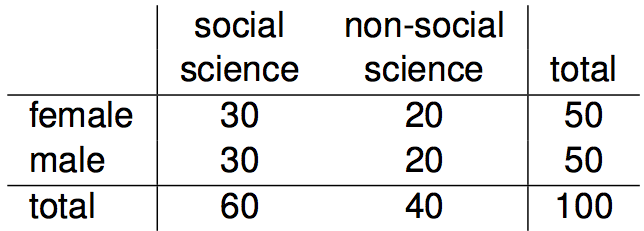 social non-social
science science total
female 30 20 50
male 30 20 50
total 60 40 100